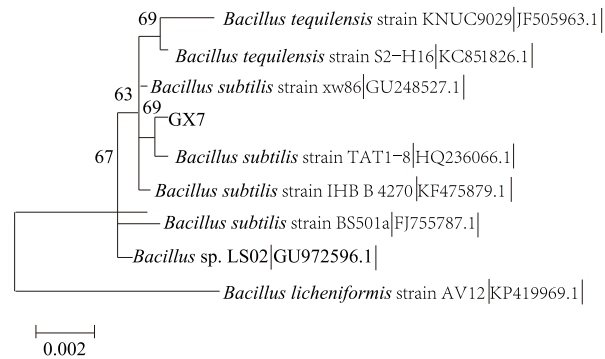 69
Bacillus tequilensis strain KNUC9029|JF505963.1|
Bacillus tequilensis strain S2-H16|KC851826.1|
Bacillus subtilis strain xw86|GU248527.1|
63
69
GX7
67
Bacillus subtilis strain TAT1-8|HQ236066.1|
Bacillus subtilis strain IHB B 4270|KF475879.1|
Bacillus subtilis strain BS501a|FJ755787.1|
Bacillus sp. LS02|GU972596.1|
Bacillus licheniformis strain AV12|KP419969.1|
0.002